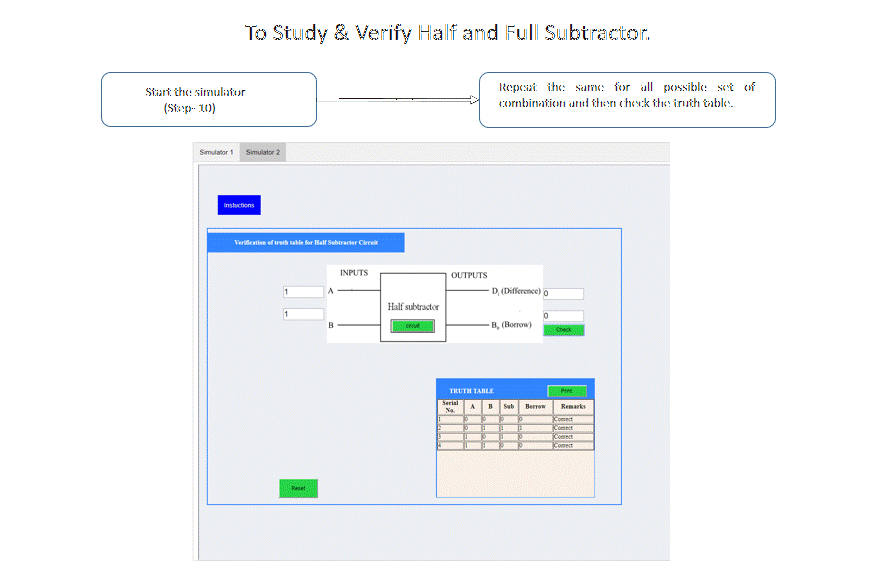 To Study & Verify Half and Full Subtractor.
Start the simulator
(Step- 10)
Repeat the same for all possible set of
combination and then check the truth table.
Simulator 1 Simulator 2
Instuctions
Verification of truth table for Half Subtractor Circuit
INPUTS OUTPUTS
1 A Di (Difference) 0
Half subtractor
circuit
1 B B0 (Borrow) 0
Check
TRUTH TABLE Print
Serial No. A B Sub Borrow Remarks
1 0 0 0 0 Correct
2 0 1 1 1 Correct
3 1 0 1 0 Correct
4 1 1 0 0 Correct
Reset